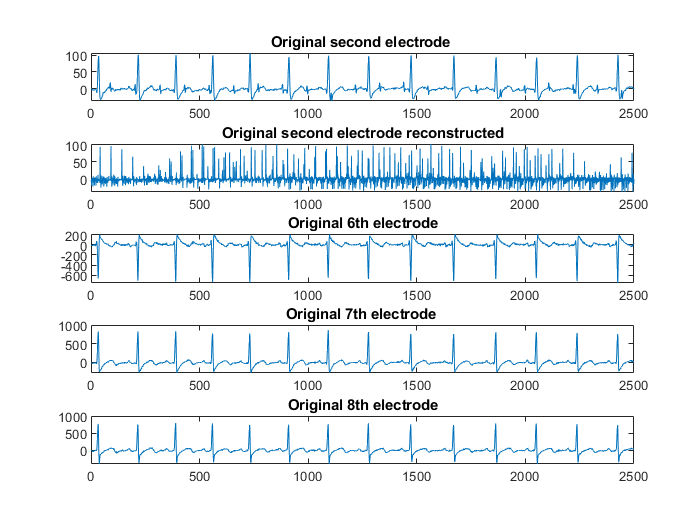 Original second electrode
100
50
0
0 500 1000 1500 2000 2500
Original second electrode reconstructed
100
50
0
0 500 1000 1500 2000 2500
Original 6th electrode
200
0
-200
-400
-600
0 500 1000 1500 2000 2500
Original 7th electrode
1000
500
0
0 500 1000 1500 2000 2500
Original 8th electrode
1000
500
0
0 500 1000 1500 2000 2500